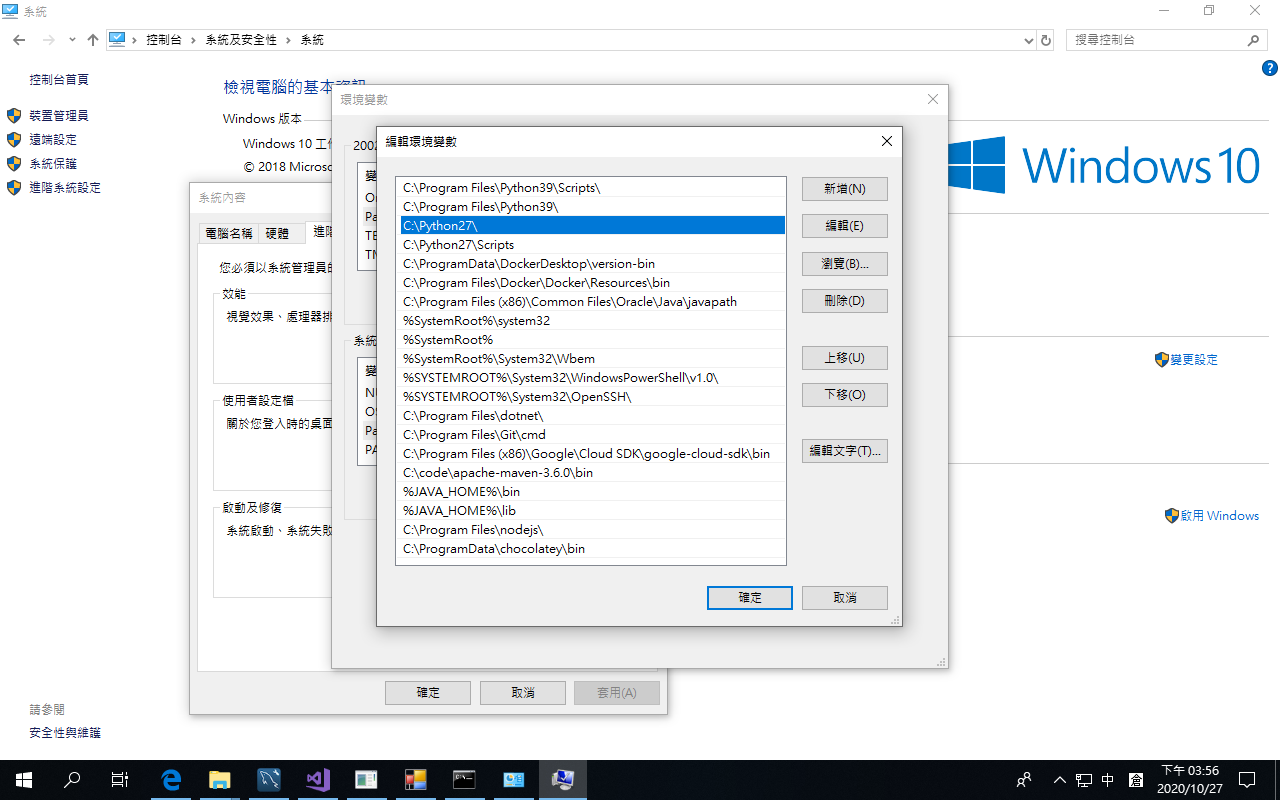 系統
控制台 › 系統及安全性 › 系統
搜尋控制台
控制台首頁
裝置管理員
遠端設定
系統保護
進階系統設定
檢視電腦的基本資訊
Windows 版本
Windows 10
© 2018
Windows 10
變更設定
啟用 Windows
請參閱
安全性與維護
系統內容
電腦名稱
硬體
進階
您必須以系統管理員
效能
視覺效果、處理器
使用者設定檔
關於您登入時的桌面
啟動及修復
系統啟動、系統失敗
確定
取消
套用(A)
環境變數
2002
系統
編輯環境變數
C:\Program Files\Python39\Scripts\
C:\Program Files\Python39\
C:\Python27\
C:\Python27\Scripts
C:\ProgramData\DockerDesktop\version-bin
C:\Program Files\Docker\Docker\Resources\bin
C:\Program Files (x86)\Common Files\Oracle\Java\javapath
%SystemRoot%\system32
%SystemRoot%
%SystemRoot%\System32\Wbem
%SYSTEMROOT%\System32\WindowsPowerShell\v1.0\
%SYSTEMROOT%\System32\OpenSSH\
C:\Program Files\dotnet\
C:\Program Files\Git\cmd
C:\Program Files (x86)\Google\Cloud SDK\google-cloud-sdk\bin
C:\code\apache-maven-3.6.0\bin
%JAVA_HOME%\bin
%JAVA_HOME%\lib
C:\Program Files\nodejs\
C:\ProgramData\chocolatey\bin
新增(N)
編輯(E)
瀏覽(B)...
刪除(D)
上移(U)
下移(O)
編輯文字(T)...
確定
取消
中
倉
下午 03:56
2020/10/27